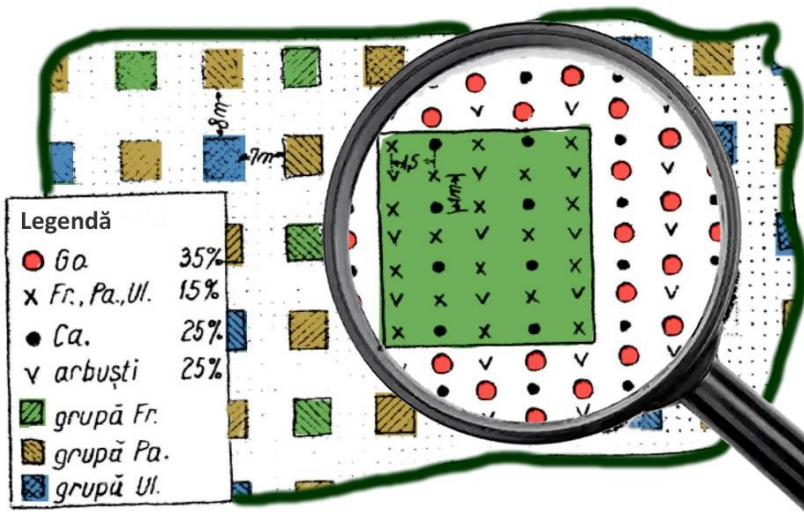 8m
7m
1,5
1m
Legendă
Go 35%
x Fr., Pa., Ul. 15%
Ca. 25%
v arbuști 25%
grupă Fr.
grupă Pa.
grupă Ul.